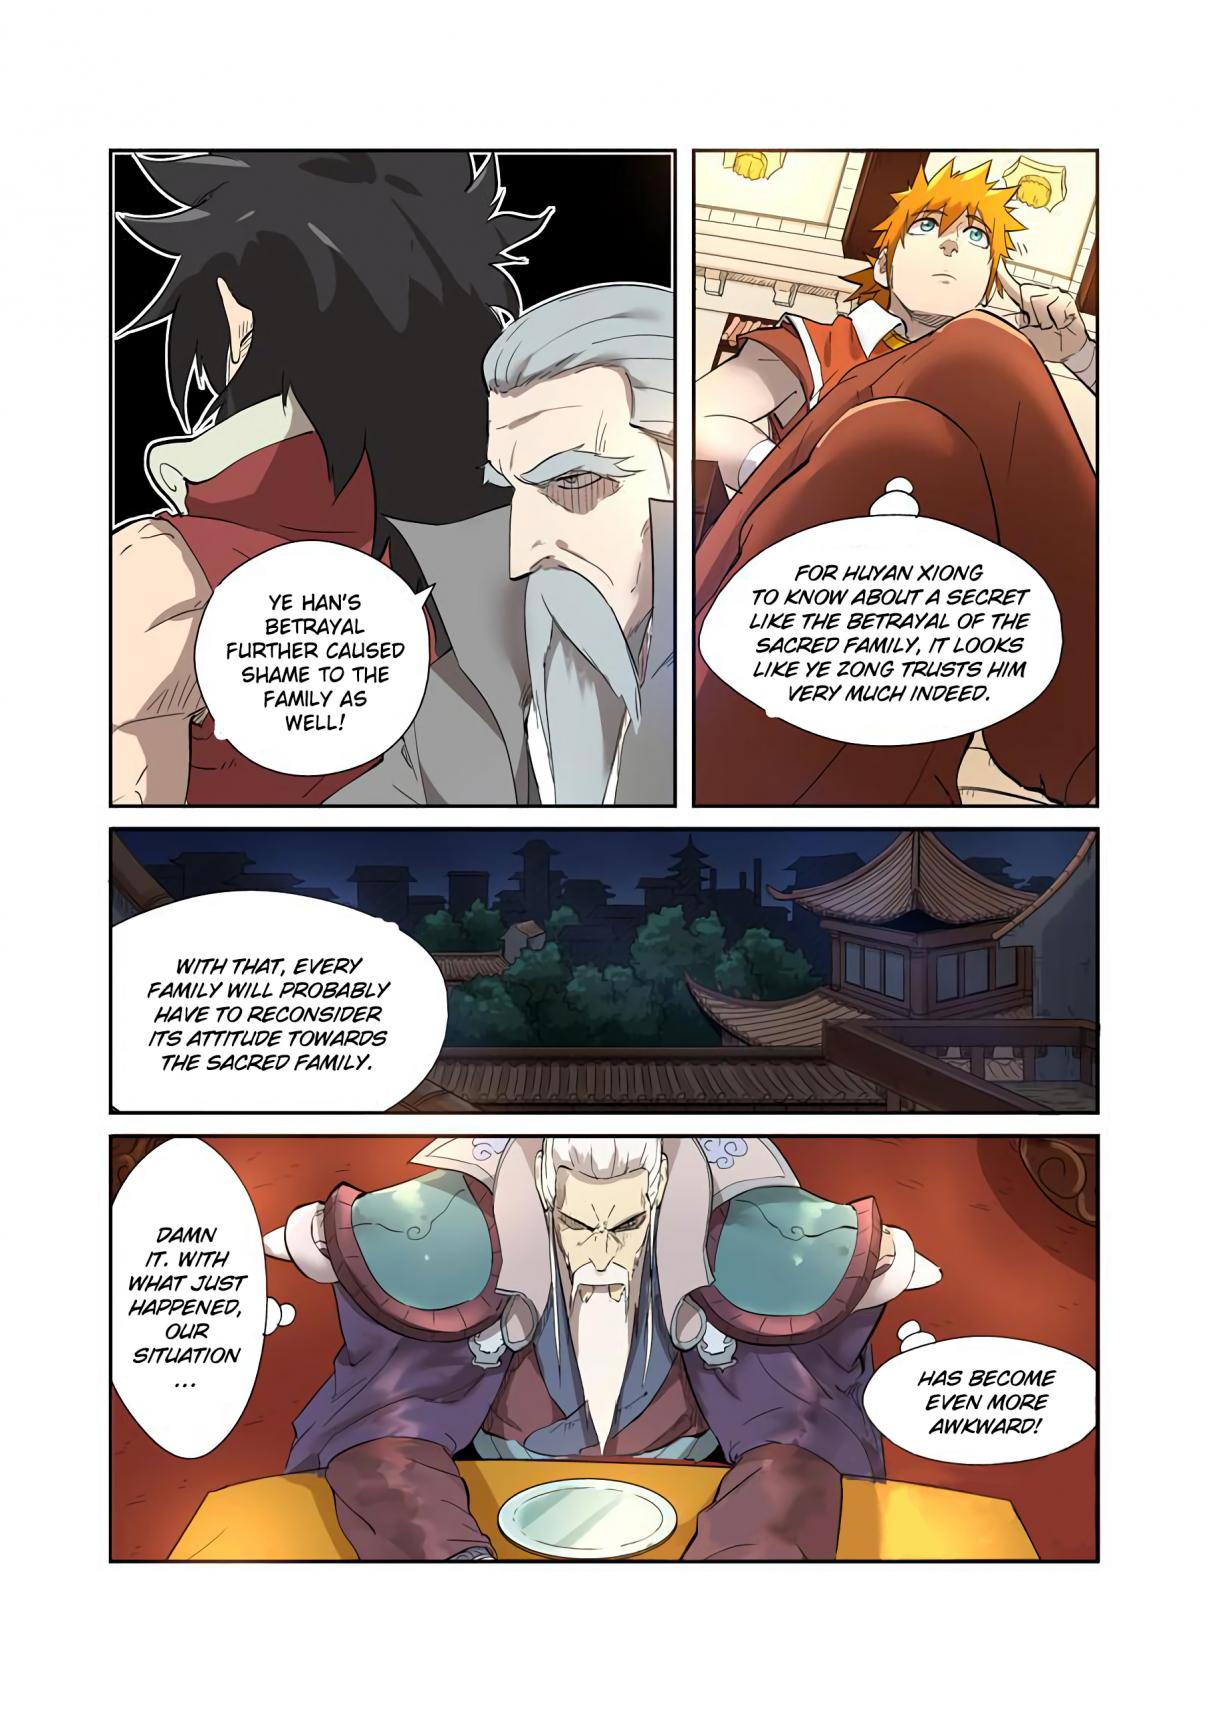 YE HAN'S
BETRAYAL
FURTHER CAUSED
SHAME TO THE
FAMILY AS
WELL!
FOR HUYAN XIONG
TO KNOW ABOUT A SECRET
LIKE THE BETRAYAL OF THE
SACRED FAMILY, IT LOOKS
LIKE YE ZONG TRUSTS HIM
VERY MUCH INDEED.
WITH THAT, EVERY
FAMILY WILL PROBABLY
HAVE TO RECONSIDER
ITS ATTITUDE TOWARDS
THE SACRED FAMILY.
DAMN
IT. WITH
WHAT JUST
HAPPENED,
OUR
SITUATION
...
HAS BECOME
EVEN MORE
AWKWARD!